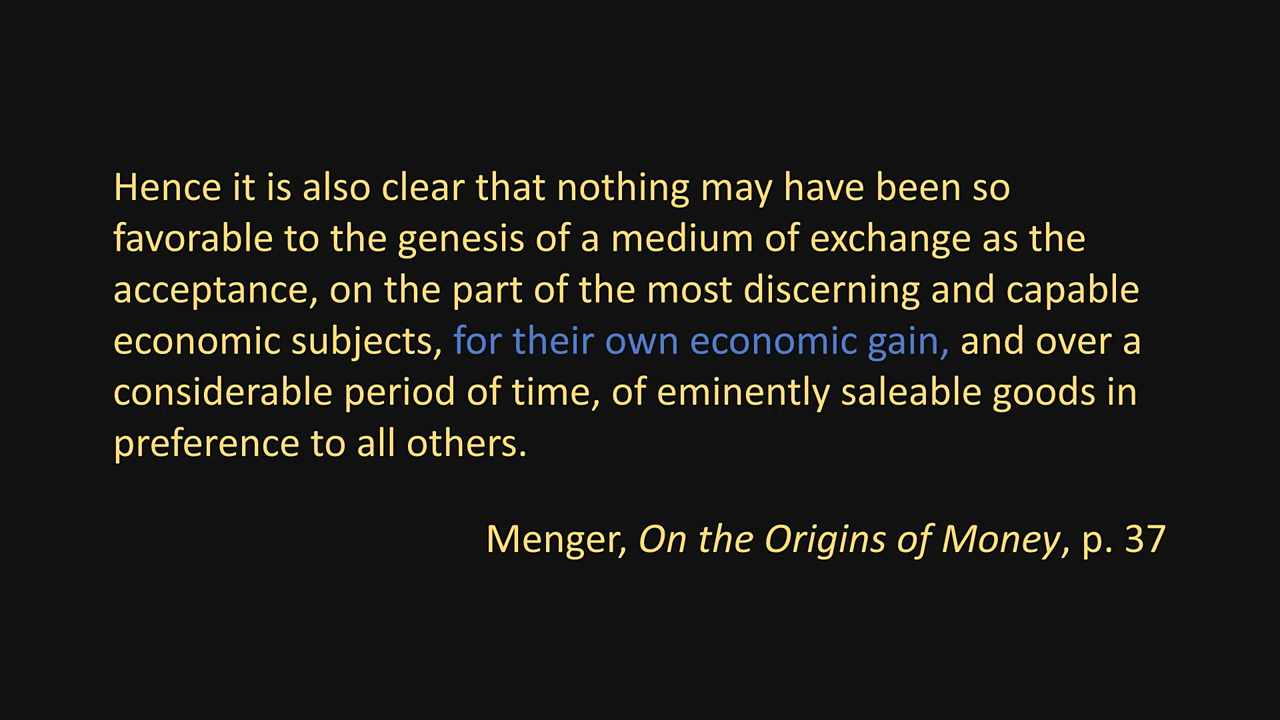 Hence it is also clear that nothing may have been so
favorable to the genesis of a medium of exchange as the
acceptance, on the part of the most discerning and capable
economic subjects, for their own economic gain, and over a
considerable period of time, of eminently saleable goods in
preference to all others.
Menger, On the Origins of Money, p. 37